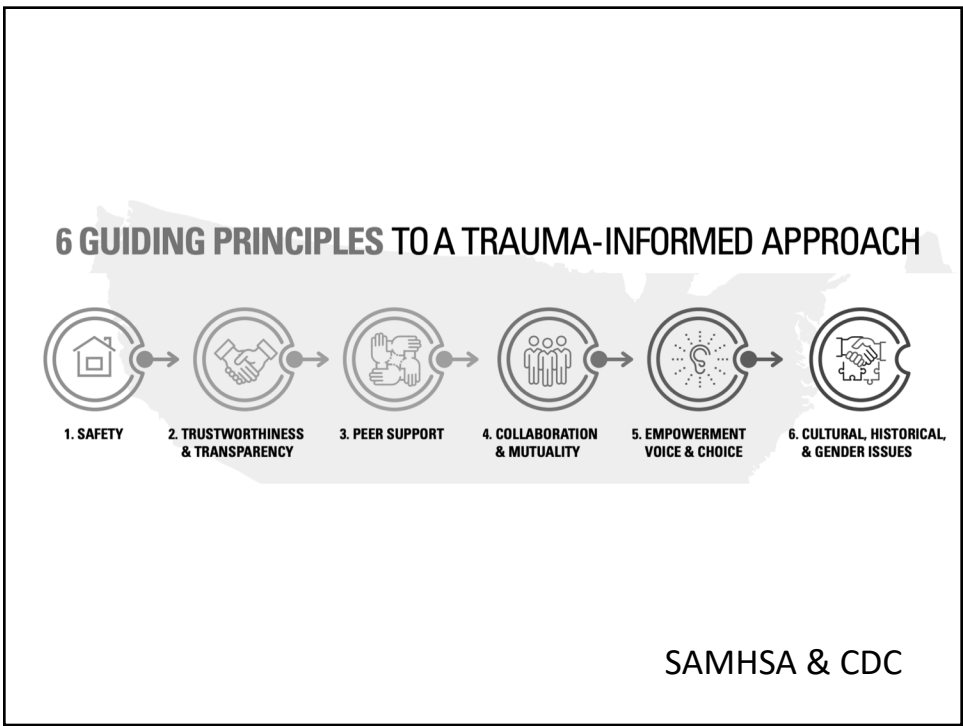 6 GUIDING PRINCIPLES TO A TRAUMA-INFORMED APPROACH
1. SAFETY
2. TRUSTWORTHINESS
& TRANSPARENCY
3. PEER SUPPORT
4. COLLABORATION
& MUTUALITY
5. EMPOWERMENT
VOICE & CHOICE
6. CULTURAL, HISTORICAL,
& GENDER ISSUES
SAMHSA & CDC